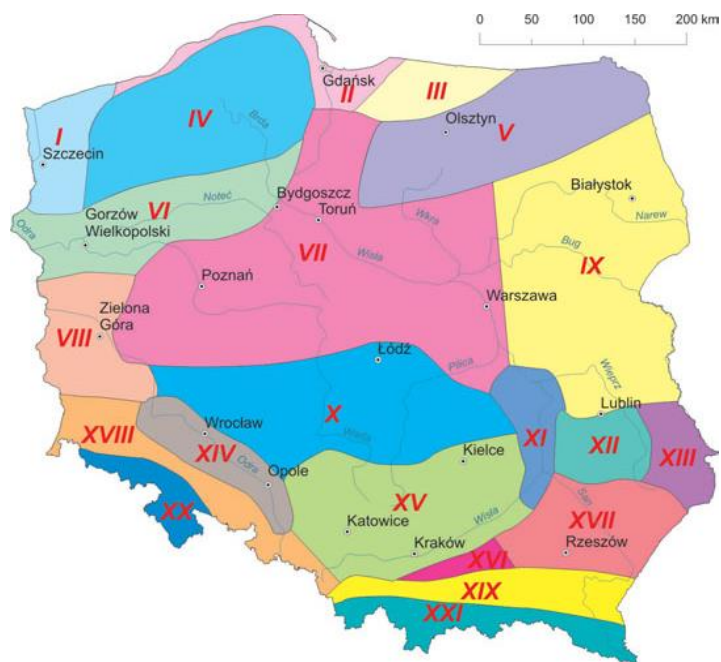 0 50 100 150 200 km
Gdańsk
II
III
I
IV
Brda
Olsztyn
V
Szczecin
Białystok
Bydgoszcz
Toruń
Noteć
VI
Gorzów
Wielkopolski
Odra
Wkra
Narew
Bug
VII
Wisła
IX
Poznań
Warszawa
Zielona
Góra
VIII
Łódź
Pilica
Wieprz
X
Lublin
Wrocław
XVIII
XIV
Warta
XI
XII
XIII
Kielce
Odra
Opole
XX
XV
San
Wisła
XVII
Katowice
Kraków
XVI
Rzeszów
XIX
XXI